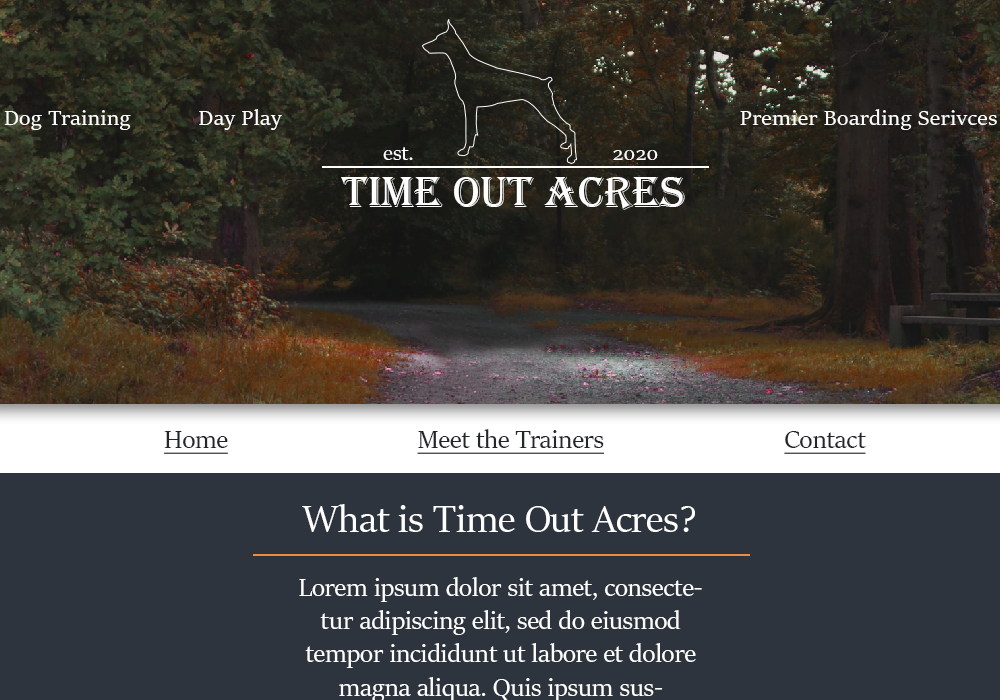 Dog Training Day Play Premier Boarding Serivces
est. 2020
TIME OUT ACRES
Home Meet the Trainers Contact
What is Time Out Acres?
Lorem ipsum dolor sit amet, consecte-
tur adipiscing elit, sed do eiusmod
tempor incididunt ut labore et dolore
magna aliqua. Quis ipsum sus-